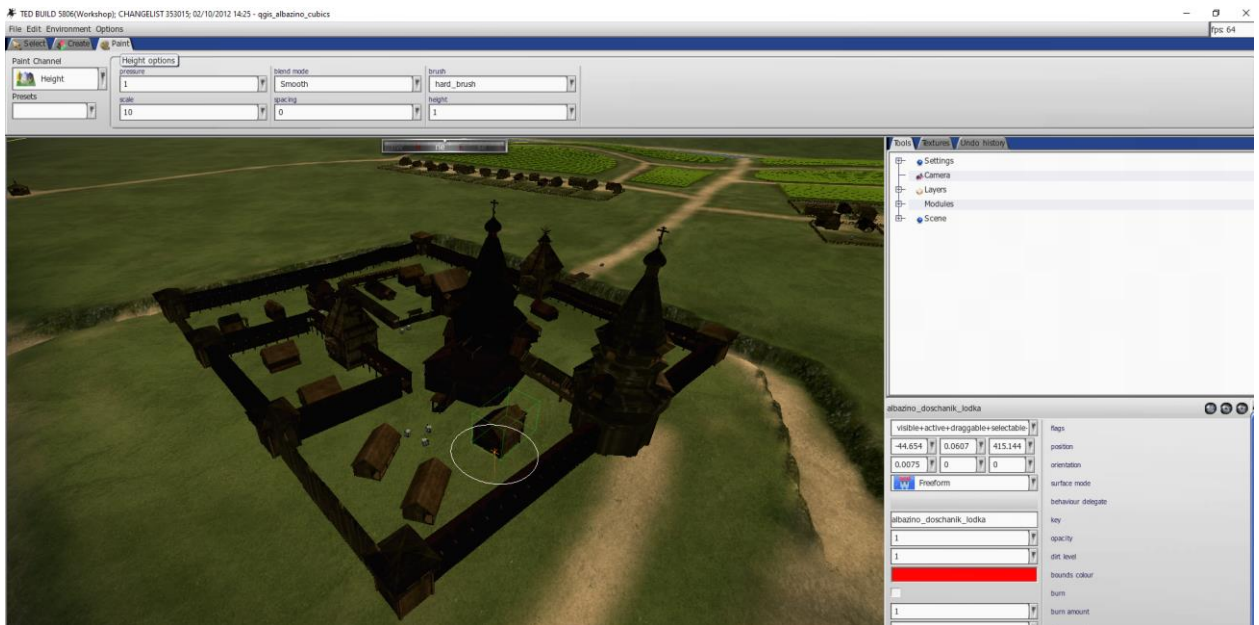 TED BUILD 5806(Workshop); CHANGELIST 353015; 02/10/2012 14:25 - qgis_albazino_cubics
File Edit Environment Options
fps: 64
Select Create Paint
Paint Channel
Height
Presets
Height options
pressure
1
blend mode
Smooth
brush
hard_brush
scale
10
spacing
0
height
1
Tools Textures Undo history
Settings
Camera
Layers
Modules
Scene
albazino_doschanik_lodka
visible+active+draggable+selectable- flags
-44.654 0.0607 415.144 position
0.0075 0 0 orientation
Freeform surface mode
behaviour delegate
albazino_doschanik_lodka key
1 opacity
1 dirt level
bounds colour
burn
1 burn amount